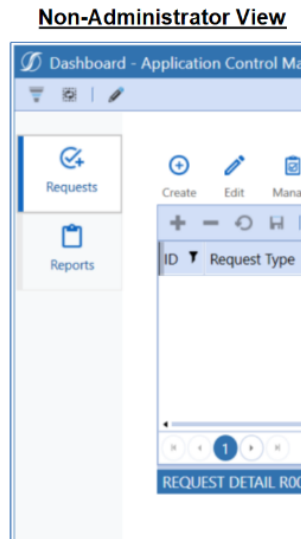 Non-Administrator View
Dashboard - Application Control Ma
Requests
Reports
Create Edit Mana
ID Request Type
1
REQUEST DETAIL R00